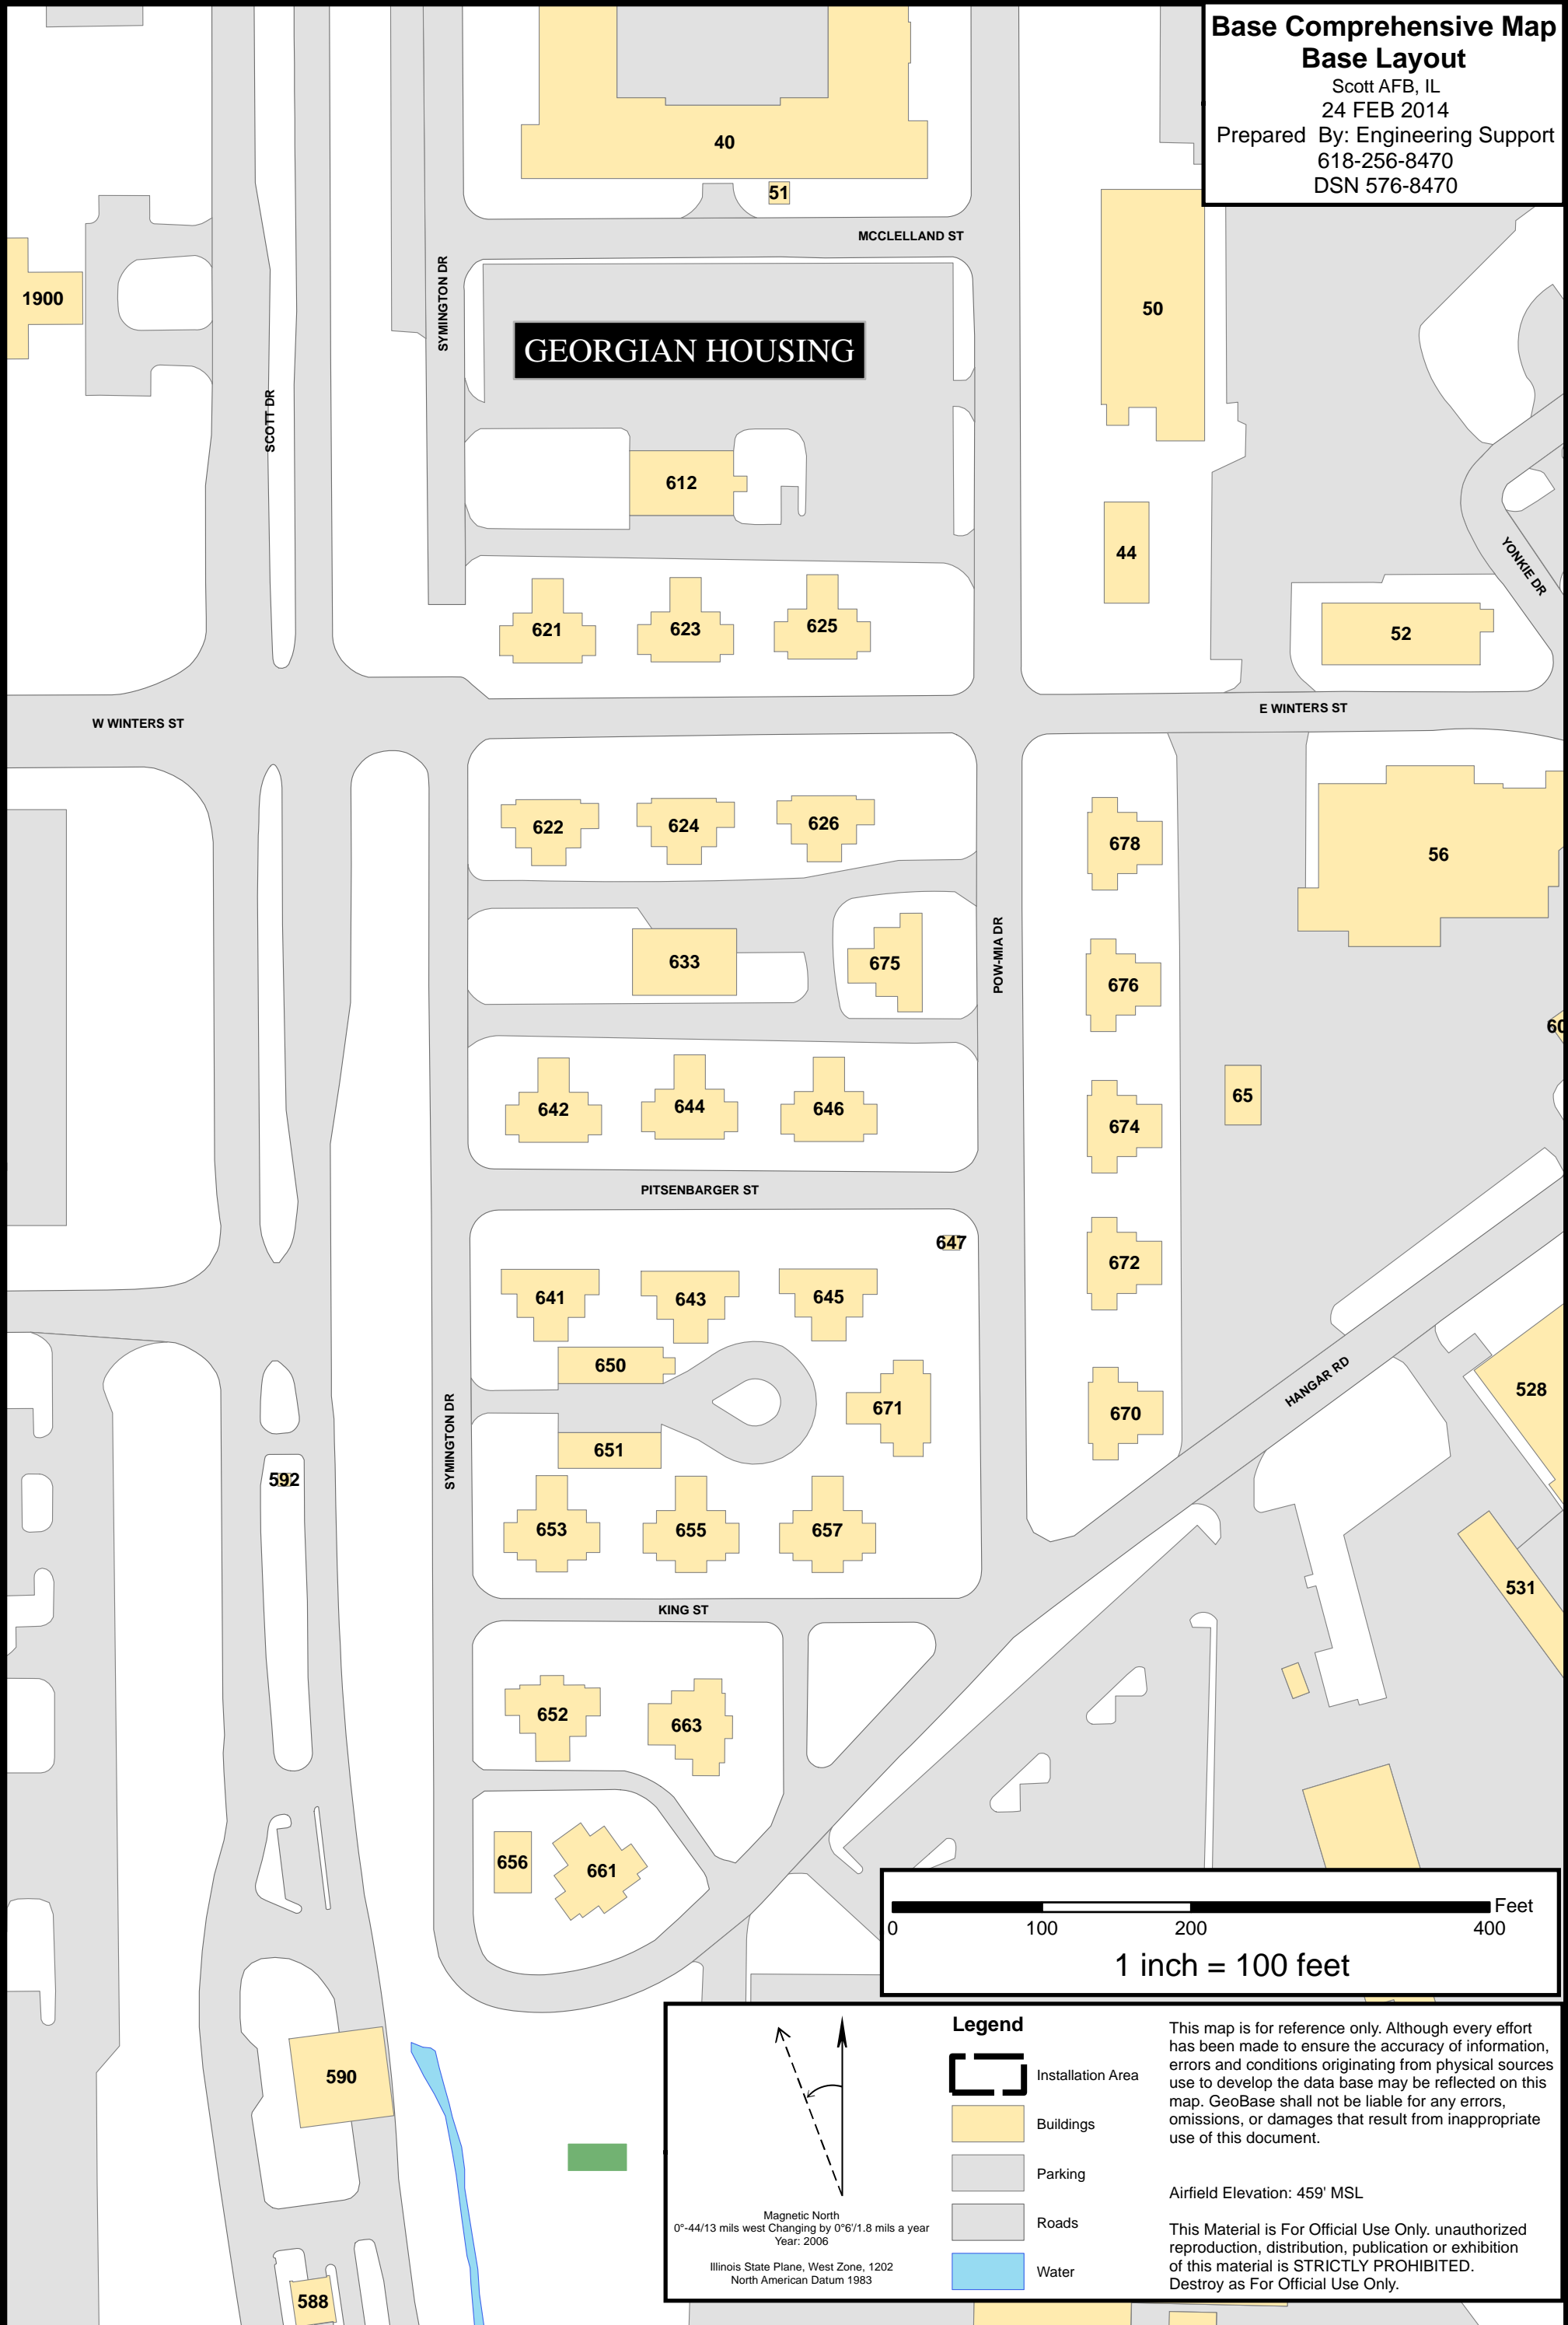 Base Comprehensive Map
Base Layout
Scott AFB, IL
24 FEB 2014
Prepared By: Engineering Support
618-256-8470
DSN 576-8470
40
51
MCCLELLAND ST
SYMINGTON DR
1900
50
GEORGIAN HOUSING
SCOTT DR
612
44
YONKIE DR
621
623
625
52
W WINTERS ST
E WINTERS ST
622
624
626
678
56
633
675
POW-MIA DR
676
60
642
644
646
65
674
PITSENBARGER ST
647
672
641
643
645
650
HANGAR RD
528
671
670
SYMINGTON DR
651
592
653
655
657
531
KING ST
652
663
656
661
Feet
0
100
200
400
1 inch = 100 feet
590
588
Magnetic North
0°-44/13 mils west Changing by 0°6'/1.8 mils a year
Year: 2006
Illinois State Plane, West Zone, 1202
North American Datum 1983
Legend
Installation Area
Buildings
Parking
Roads
Water
This map is for reference only. Although every effort
has been made to ensure the accuracy of information,
errors and conditions originating from physical sources
use to develop the data base may be reflected on this
map. GeoBase shall not be liable for any errors,
omissions, or damages that result from inappropriate
use of this document.
Airfield Elevation: 459' MSL
This Material is For Official Use Only. unauthorized
reproduction, distribution, publication or exhibition
of this material is STRICTLY PROHIBITED.
Destroy as For Official Use Only.